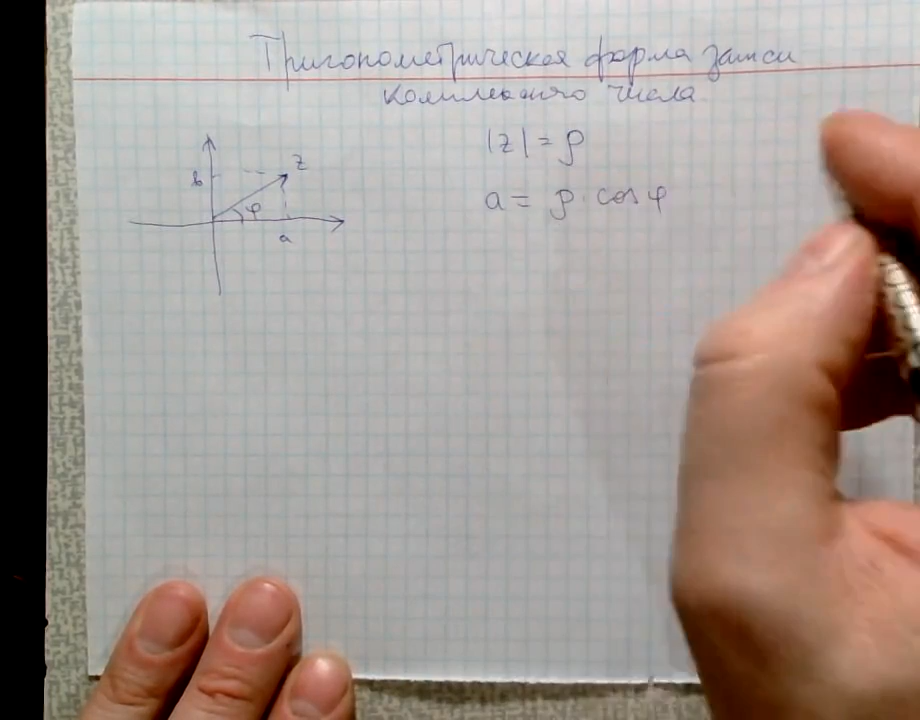 Тригонометрическая форма записи
комплексного числа
|z| = ρ
z
b
φ
a
a = ρ · cos φ